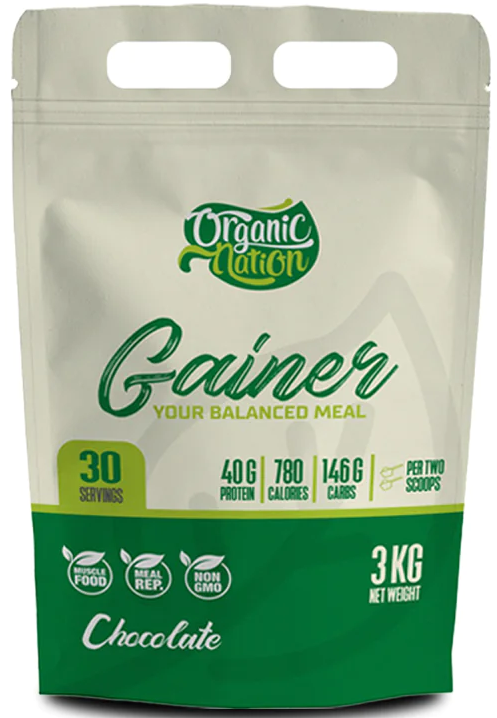 Organic
Nation
Gainer
YOUR BALANCED MEAL
30
SERVINGS
40 G
PROTEIN
780
CALORIES
146 G
CARBS
PER TWO
SCOOPS
MUSCLE
FOOD
MEAL
REP.
NON
GMO
3 KG
NET WEIGHT
Chocolate